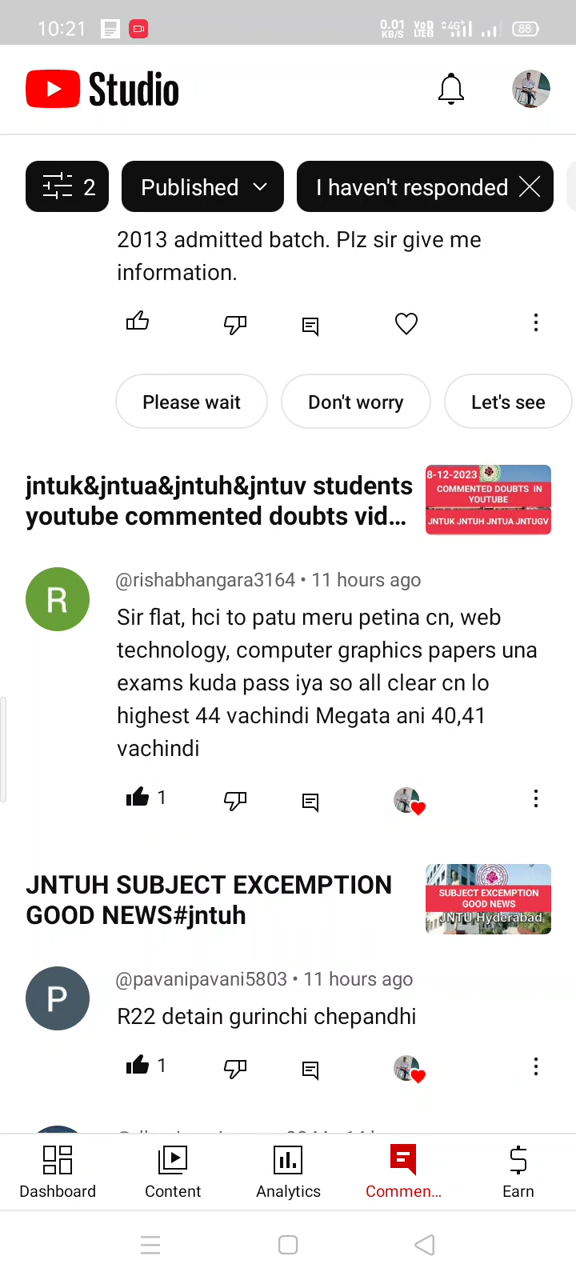 10:21
0.01 KB/S VoD LTEB 4G+ 88
Studio
2
Published
I haven't responded
2013 admitted batch. Plz sir give me
information.
Please wait
Don't worry
Let's see
jntuk&jntua&jntuh&jntuv students
youtube commented doubts vid...
8-12-2023
COMMENTED DOUBTS IN
YOUTUBE
JNTUK JNTUH JNTUA JNTUGV
R
@rishabhangara3164 • 11 hours ago
Sir flat, hci to patu meru petina cn, web
technology, computer graphics papers una
exams kuda pass iya so all clear cn lo
highest 44 vachindi Megata ani 40,41
vachindi
1
JNTUH SUBJECT EXCEMPTION
GOOD NEWS#jntuh
SUBJECT EXCEMPTION
GOOD NEWS
JNTU Hyderabad
P
@pavanipavani5803 • 11 hours ago
R22 detain gurinchi chepandhi
1
Dashboard
Content
Analytics
Commen...
Earn